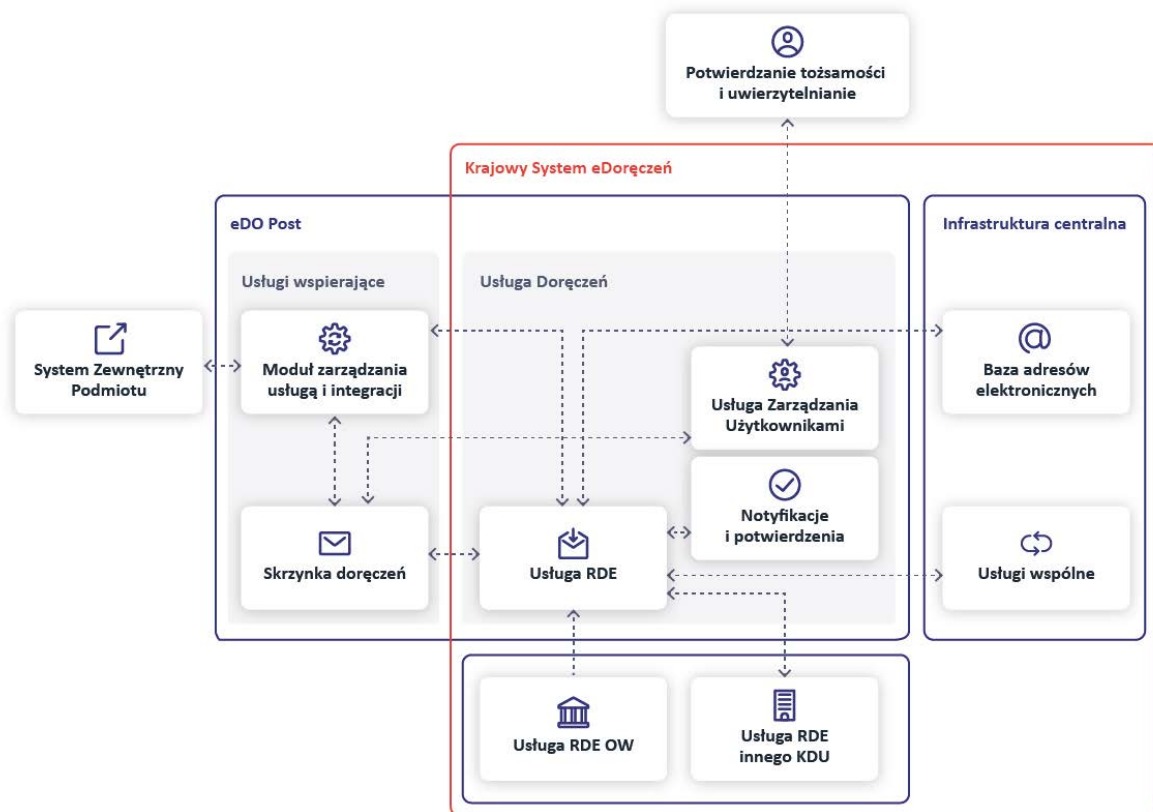 Potwierdzanie tożsamości
i uwierzytelnianie
Krajowy System eDoręczeń
eDO Post
Infrastruktura centralna
Usługi wspierające
Usługa Doręczeń
System Zewnętrzny
Podmiotu
Moduł zarządzania
usługą i integracji
Usługa Zarządzania
Użytkownikami
Baza adresów
elektronicznych
Skrzynka doręczeń
Usługa RDE
Notyfikacje
i potwierdzenia
Usługi wspólne
Usługa RDE OW
Usługa RDE
innego KDU